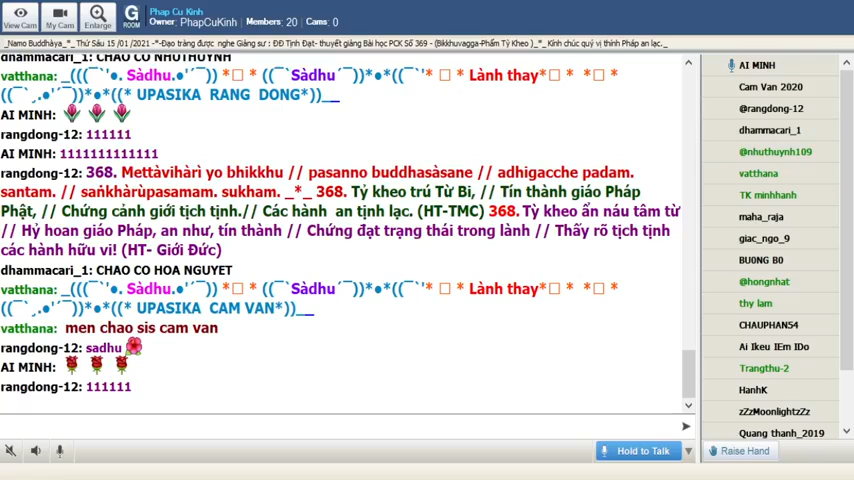 Phap Cu Kinh
Owner: PhapCuKinh | Members: 20 | Cams: 0
View Cam
My Cam
Enlarge
G
ROOM
_Namo Buddhàya_*_ Thứ Sáu 15 /01/2021 -*-Đạo tràng được nghe Giảng sư : ĐĐ Tịnh Đạt- thuyết giảng Bài học PCK Số 369 - (Bikkhuvagga-Phẩm Tỷ Kheo )_*_ Kính chúc quý vị thính Pháp an lạc._
dhammacari_1: CHAO CO NHUTHUYNH
vatthana: _(((¯`'•. Sàdhu.•'´¯)) *□* ((¯`Sàdhu´¯))*•*((¯`'* □ * Lành thay*□ * *□ *
((¯`¸.•'´¯))*•*((* UPASIKA RANG DONG*))__
AI MINH:
rangdong-12: 111111
AI MINH: 1111111111111
rangdong-12: 368. Mettàvihàrì yo bhikkhu // pasanno buddhasàsane // adhigacche padam.
santam. // sańkhàrùpasamam. sukham. _*_ 368. Tỷ kheo trú Từ Bi, // Tín thành giáo Pháp
Phật, // Chứng cảnh giới tịch tịnh.// Các hành an tịnh lạc. (HT-TMC) 368. Tỳ kheo ẩn náu tâm từ
// Hỷ hoan giáo Pháp, an như, tín thành // Chứng đạt trạng thái trong lành // Thấy rõ tịch tịnh
các hành hữu vi! (HT- Giới Đức)
dhammacari_1: CHAO CO HOA NGUYET
vatthana: _(((¯`'•. Sàdhu.•'´¯)) *□* ((¯`Sàdhu´¯))*•*((¯`'* □ * Lành thay*□ * *□ *
((¯`¸.•'´¯))*•*((* UPASIKA CAM VAN*))__
vatthana: men chao sis cam van
rangdong-12: sadhu
AI MINH:
rangdong-12: 111111
AI MINH
Cam Van 2020
@rangdong-12
dhammacari_1
@nhuthuynh109
vatthana
TK minhhanh
maha_raja
giac_ngo_9
BU0NG B0
@hongnhat
thy lam
CHAUPHAN54
Ai Ikeu IEm IDo
Trangthu-2
HanhK
zZzMoonlightzZz
Quang thanh_2019
Hold to Talk
Raise Hand